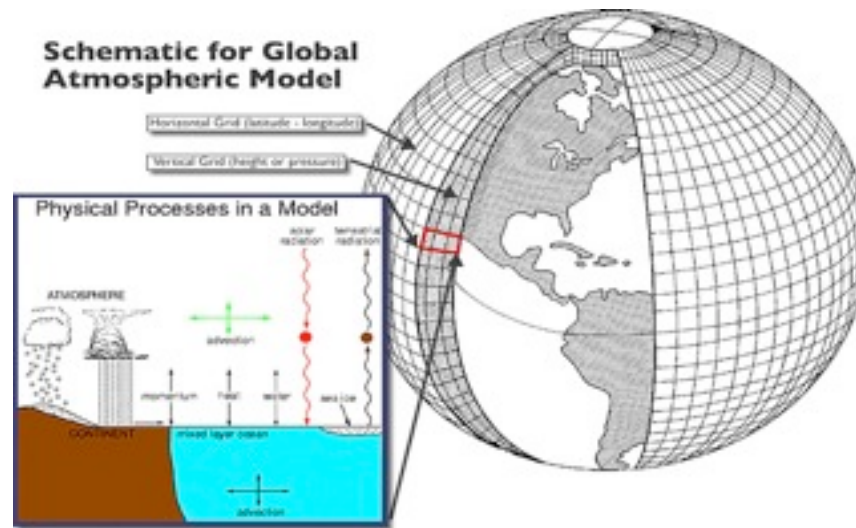 Schematic for Global
Atmospheric Model
Horizontal Grid (latitude - longitude)
Vertical Grid (height or pressure)
Physical Processes in a Model
solar
radiation
terrestrial
radiation
ATMOSPHERE
advection
momentum
heat
water
sea ice
CONTINENT
mixed layer ocean
advection